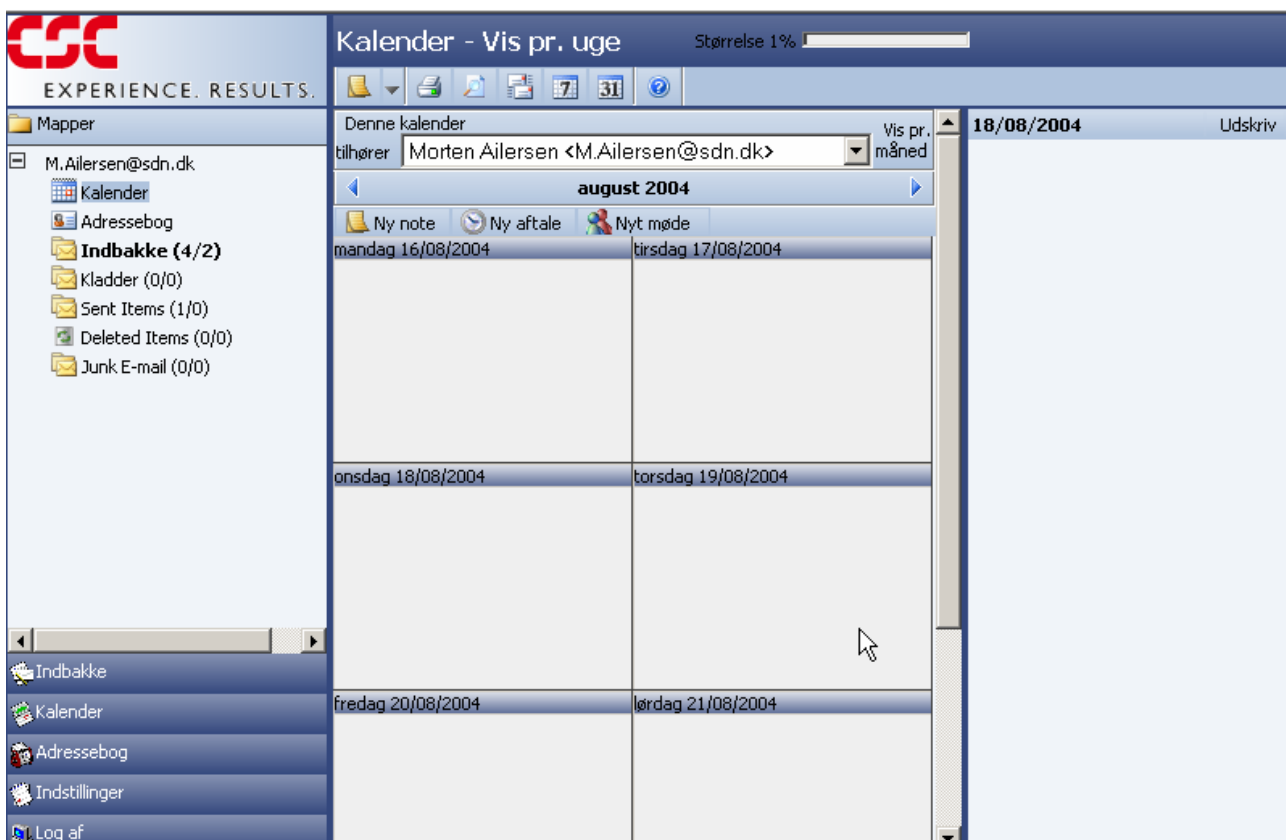 CSC
EXPERIENCE. RESULTS.
Kalender - Vis pr. uge
Størrelse 1%
7
31
?
Mapper
M.Ailersen@sdn.dk
Kalender
Adressebog
Indbakke (4/2)
Kladder (0/0)
Sent Items (1/0)
Deleted Items (0/0)
Junk E-mail (0/0)
Indbakke
Kalender
Adressebog
Indstillinger
Log af
Denne kalender
tilhører
Morten Ailersen <M.Ailersen@sdn.dk>
Vis pr.
måned
august 2004
Ny note
Ny aftale
Nyt møde
mandag 16/08/2004
tirsdag 17/08/2004
onsdag 18/08/2004
torsdag 19/08/2004
fredag 20/08/2004
lørdag 21/08/2004
18/08/2004
Udskriv